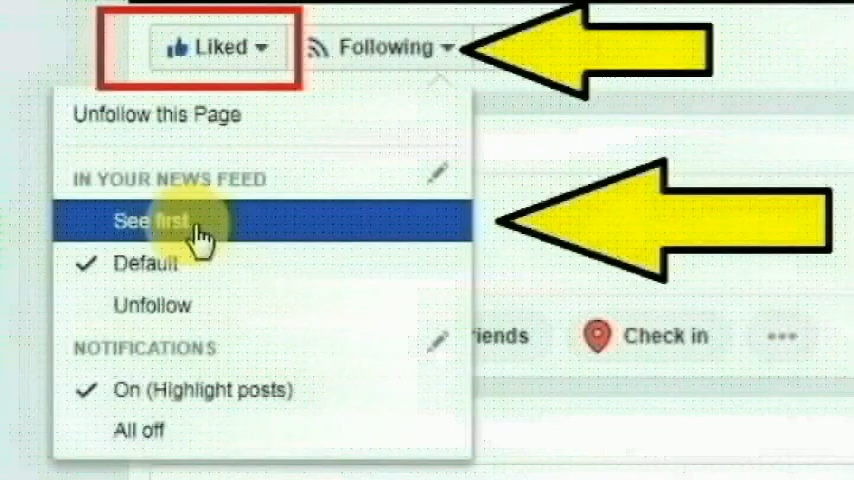 Liked Following
Unfollow this Page
IN YOUR NEWS FEED
See first
Default
Unfollow
riends Check in
NOTIFICATIONS
On (Highlight posts)
All off